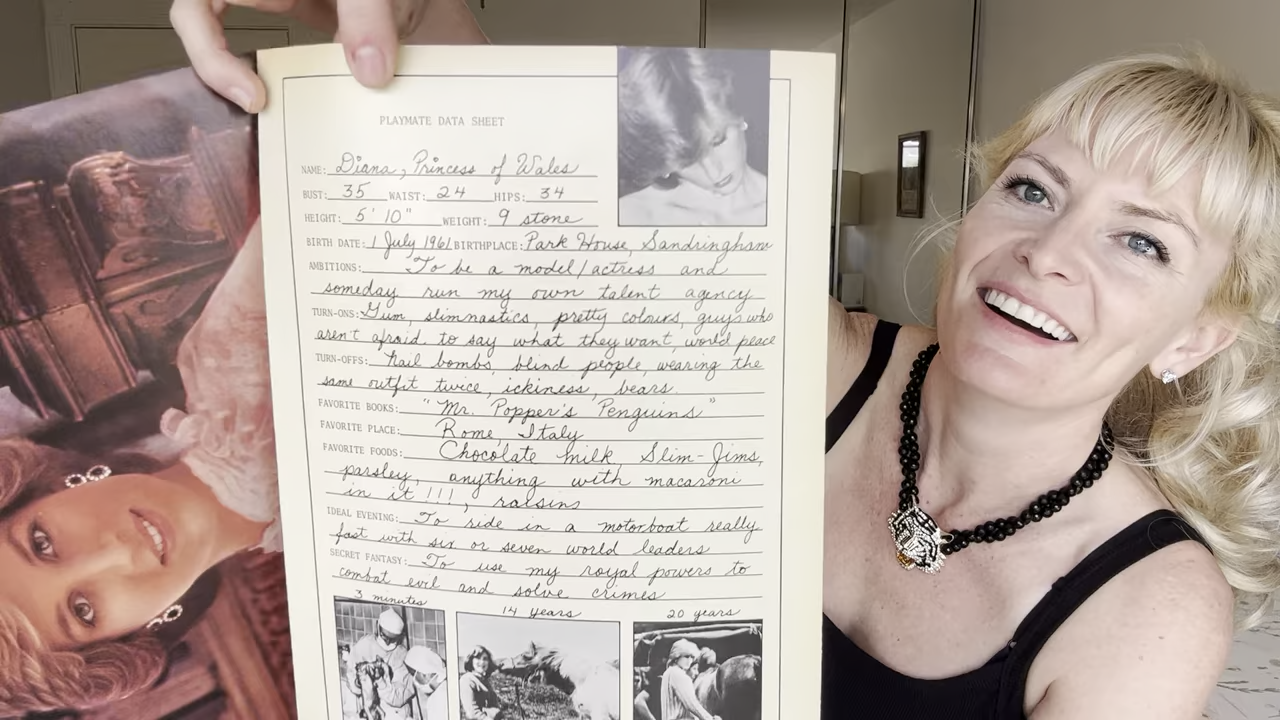 PLAYMATE DATA SHEET
NAME: Diana, Princess of Wales
BUST: 35 WAIST: 24 HIPS: 34
HEIGHT: 5' 10" WEIGHT: 9 stone
BIRTH DATE: 1 July 1961 BIRTHPLACE: Park House, Sandringham
AMBITIONS: To be a model/actress and
someday run my own talent agency
TURN-ONS: Gum, slimnastics, pretty colours, guys who
aren't afraid to say what they want, world peace
TURN-OFFS: Nail bombs, blind people, wearing the
same outfit twice, ickiness, bears.
FAVORITE BOOKS: "Mr. Popper's Penguins"
FAVORITE PLACE: Rome, Italy
FAVORITE FOODS: Chocolate milk Slim-Jims,
parsley, anything with macaroni
in it!!!, raisins
IDEAL EVENING: To ride in a motorboat really
fast with six or seven world leaders
SECRET FANTASY: To use my royal powers to
combat evil and solve crimes
3 minutes 14 years 20 years